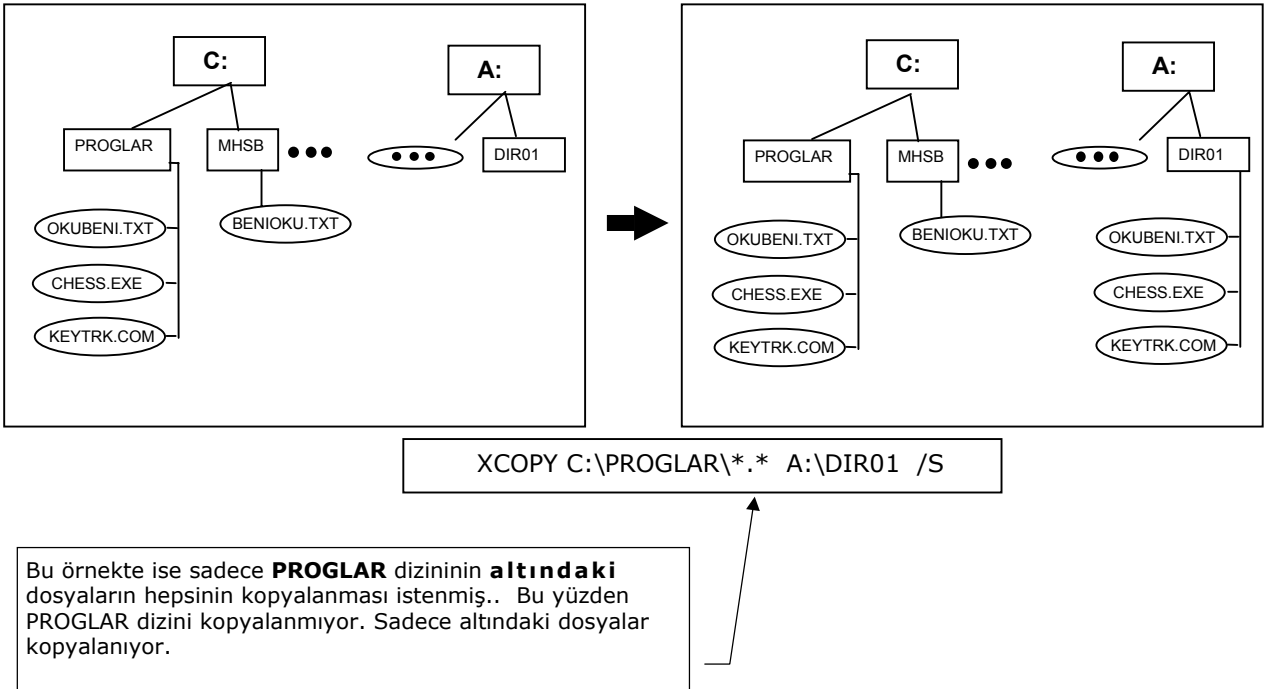 C:
A:
PROGLAR
MHSB
DIR01
OKUBENI.TXT
BENIOKU.TXT
CHESS.EXE
KEYTRK.COM
C:
A:
PROGLAR
MHSB
DIR01
OKUBENI.TXT
BENIOKU.TXT
OKUBENI.TXT
CHESS.EXE
CHESS.EXE
KEYTRK.COM
KEYTRK.COM
XCOPY C:\PROGLAR\*.* A:\DIR01 /S
Bu örnekte ise sadece PROGLAR dizininin altındaki
dosyaların hepsinin kopyalanması istenmiş.. Bu yüzden
PROGLAR dizini kopyalanmıyor. Sadece altındaki dosyalar
kopyalanıyor.